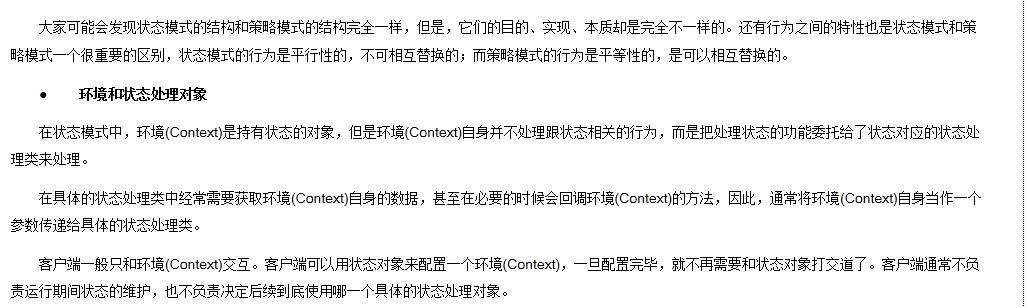 大家可能会发现状态模式的结构和策略模式的结构完全一样，但是，它们的目的、实现、本质却是完全不一样的。还有行为之间的特性也是状态模式和策
略模式一个很重要的区别，状态模式的行为是平行性的，不可相互替换的；而策略模式的行为是平等性的，是可以相互替换的。
● 环境和状态处理对象
在状态模式中，环境(Context)是持有状态的对象，但是环境(Context)自身并不处理跟状态相关的行为，而是把处理状态的功能委托给了状态对应的状态处
理类来处理。
在具体的状态处理类中经常需要获取环境(Context)自身的数据，甚至在必要的时候会回调环境(Context)的方法，因此，通常将环境(Context)自身当作一个
参数传递给具体的状态处理类。
客户端一般只和环境(Context)交互。客户端可以用状态对象来配置一个环境(Context)，一旦配置完毕，就不再需要和状态对象打交道了。客户端通常不负
责运行期间状态的维护，也不负责决定后续到底使用哪一个具体的状态处理对象。